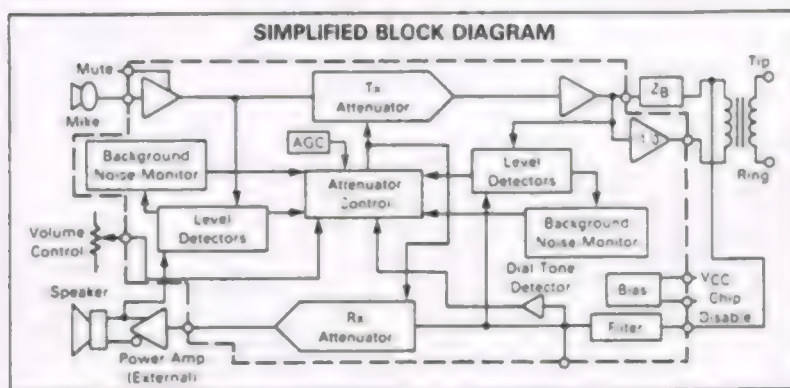 SIMPLIFIED BLOCK DIAGRAM
Mute
Mike
Tx
Attenuator
ZB
Tip
Ring
AGC
Background
Noise Monitor
Attenuator
Control
Level
Detectors
Level
Detectors
Background
Noise Monitor
Volume
Control
Speaker
Dial Tone
Detector
Bias
VCC
Chip
Disable
Rx
Attenuator
Filter
Power Amp
(External)